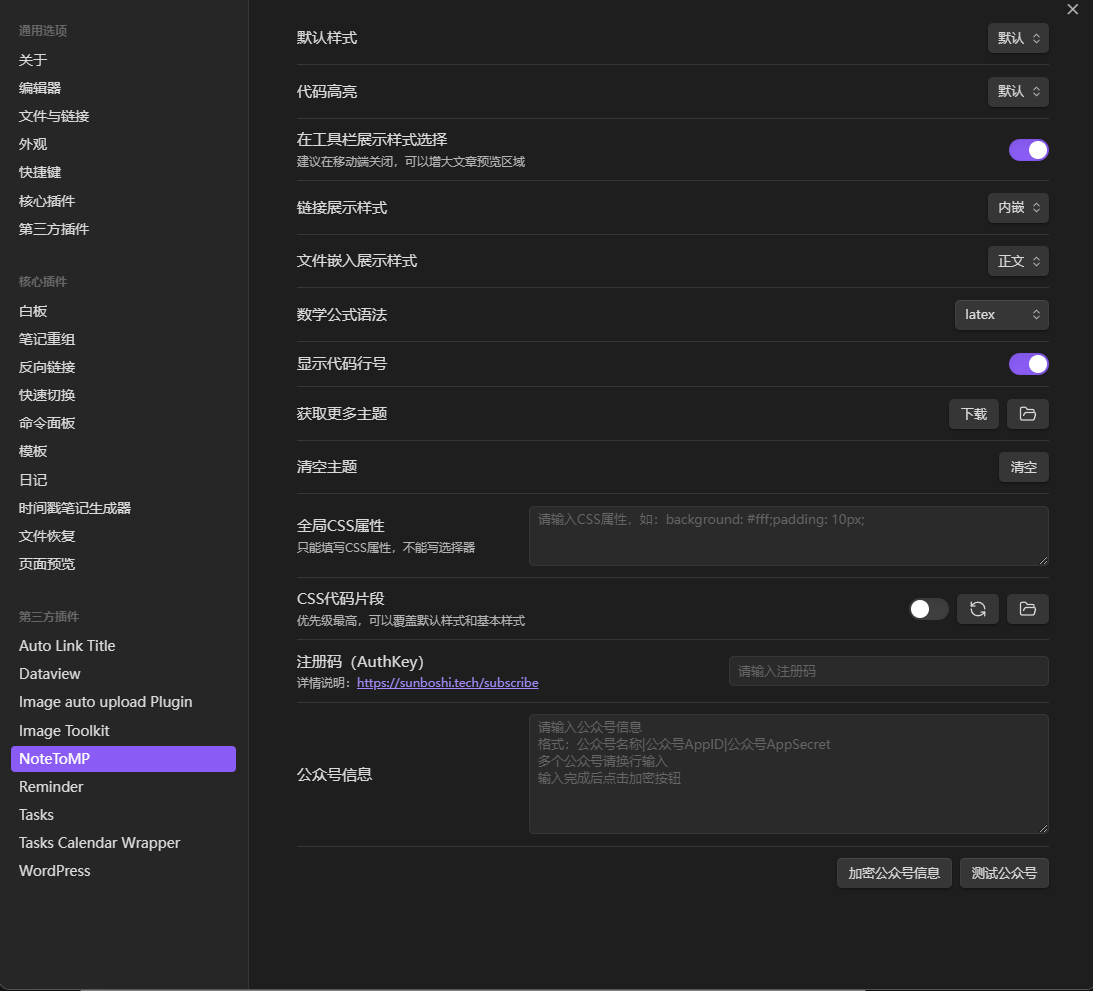 通用选项
关于
编辑器
文件与链接
外观
快捷键
核心插件
第三方插件
核心插件
白板
笔记重组
反向链接
快速切换
命令面板
模板
日记
时间戳笔记生成器
文件恢复
页面预览
第三方插件
Auto Link Title
Dataview
Image auto upload Plugin
Image Toolkit
NoteToMP
Reminder
Tasks
Tasks Calendar Wrapper
WordPress
默认样式
默认
代码高亮
默认
在工具栏展示样式选择
建议在移动端关闭，可以增大文章预览区域
链接展示样式
内嵌
文件嵌入展示样式
正文
数学公式语法
latex
显示代码行号
获取更多主题
下载
清空主题
清空
全局CSS属性
只能填写CSS属性，不能写选择器
请输入CSS属性，如：background: #fff;padding: 10px;
CSS代码片段
优先级最高，可以覆盖默认样式和基本样式
注册码（AuthKey）
详情说明：https://sunboshi.tech/subscribe
请输入注册码
公众号信息
请输入公众号信息
格式：公众号名称|公众号AppID|公众号AppSecret
多个公众号请换行输入
输入完成后点击加密按钮
加密公众号信息
测试公众号